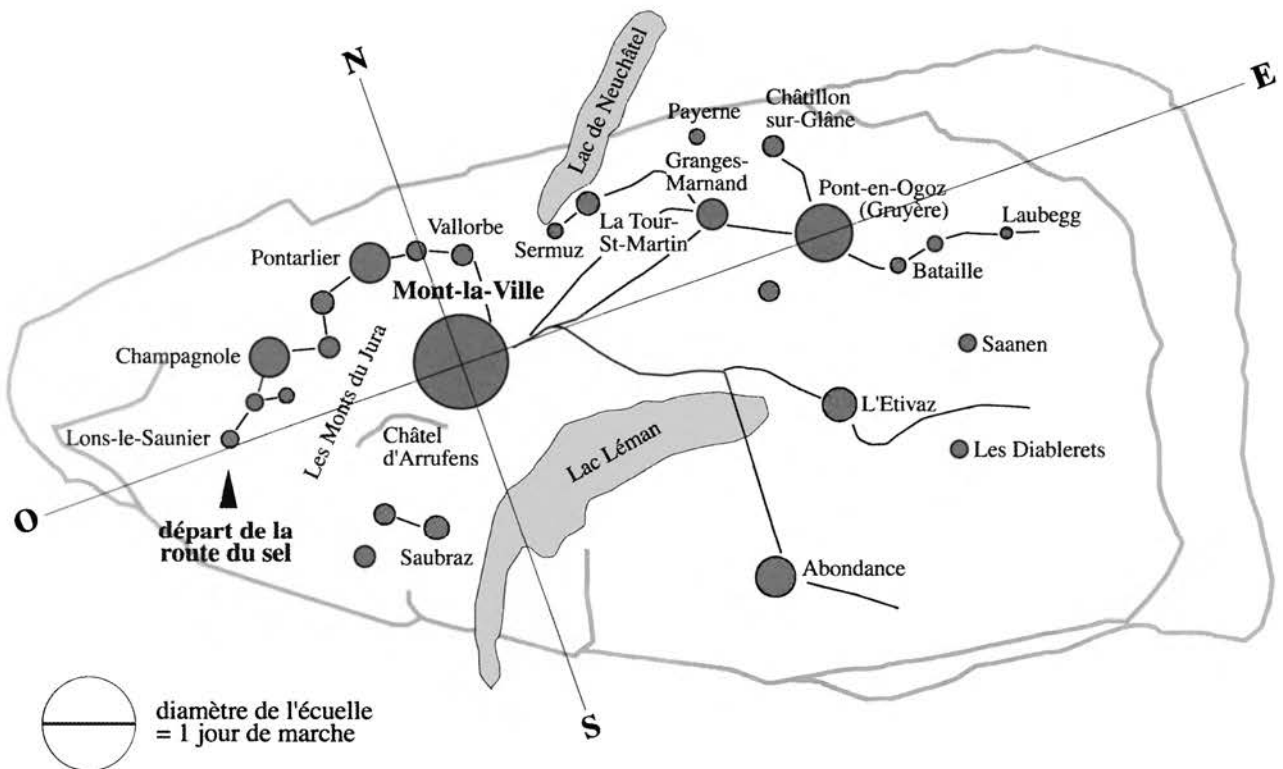 N
E
Lac de Neuchâtel
Payerne
Châtillon
sur-Glâne
Granges-
Marnand
Pont-en-Ogoz
(Gruyère)
Laubegg
Vallorbe
La Tour-
St-Martin
Sermuz
Pontarlier
Bataille
Mont-la-Ville
Champagnole
Les Monts du Jura
Saanen
L'Etivaz
Lons-le-Saunier
Châtel
d'Arrufens
Lac Léman
Les Diablerets
O
départ de la
route du sel
Saubraz
Abondance
diamètre de l'écuelle
= 1 jour de marche
S